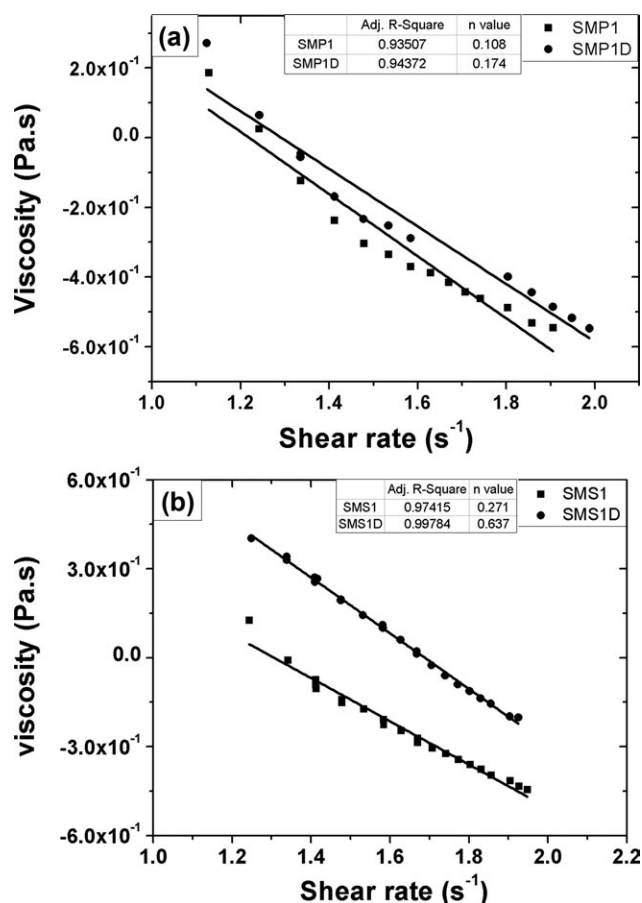 (a)
Adj. R-Square n value
SMP1 0.93507 0.108
SMP1D 0.94372 0.174
SMP1
SMP1D
2.0x10⁻¹
0.0
-2.0x10⁻¹
-4.0x10⁻¹
-6.0x10⁻¹
Viscosity (Pa.s)
1.0 1.2 1.4 1.6 1.8 2.0
Shear rate (s⁻¹)
(b)
Adj. R-Square n value
SMS1 0.97415 0.271
SMS1D 0.99784 0.637
SMS1
SMS1D
6.0x10⁻¹
3.0x10⁻¹
0.0
-3.0x10⁻¹
-6.0x10⁻¹
viscosity (Pa.s)
1.0 1.2 1.4 1.6 1.8 2.0 2.2
Shear rate (s⁻¹)